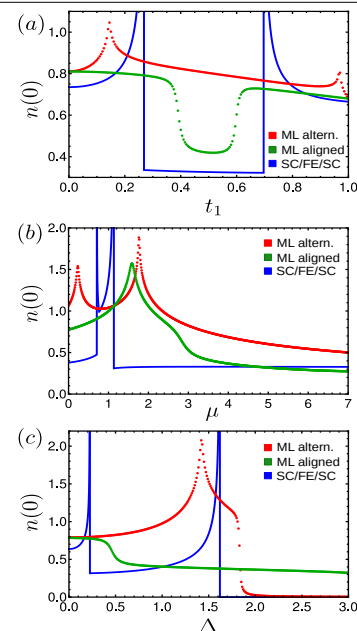 (a)
n(0)
1.0
0.8
0.6
0.4
ML altern.
ML aligned
SC/FE/SC
0.0 0.2 0.4 0.6 0.8 1.0
t1
(b)
n(0)
2.0
1.5
1.0
0.5
0.0
ML altern.
ML aligned
SC/FE/SC
0 1 2 3 4 5 6 7
μ
(c)
n(0)
2.0
1.5
1.0
0.5
0.0
ML altern.
ML aligned
SC/FE/SC
0.0 0.5 1.0 1.5 2.0 2.5 3.0
Δ